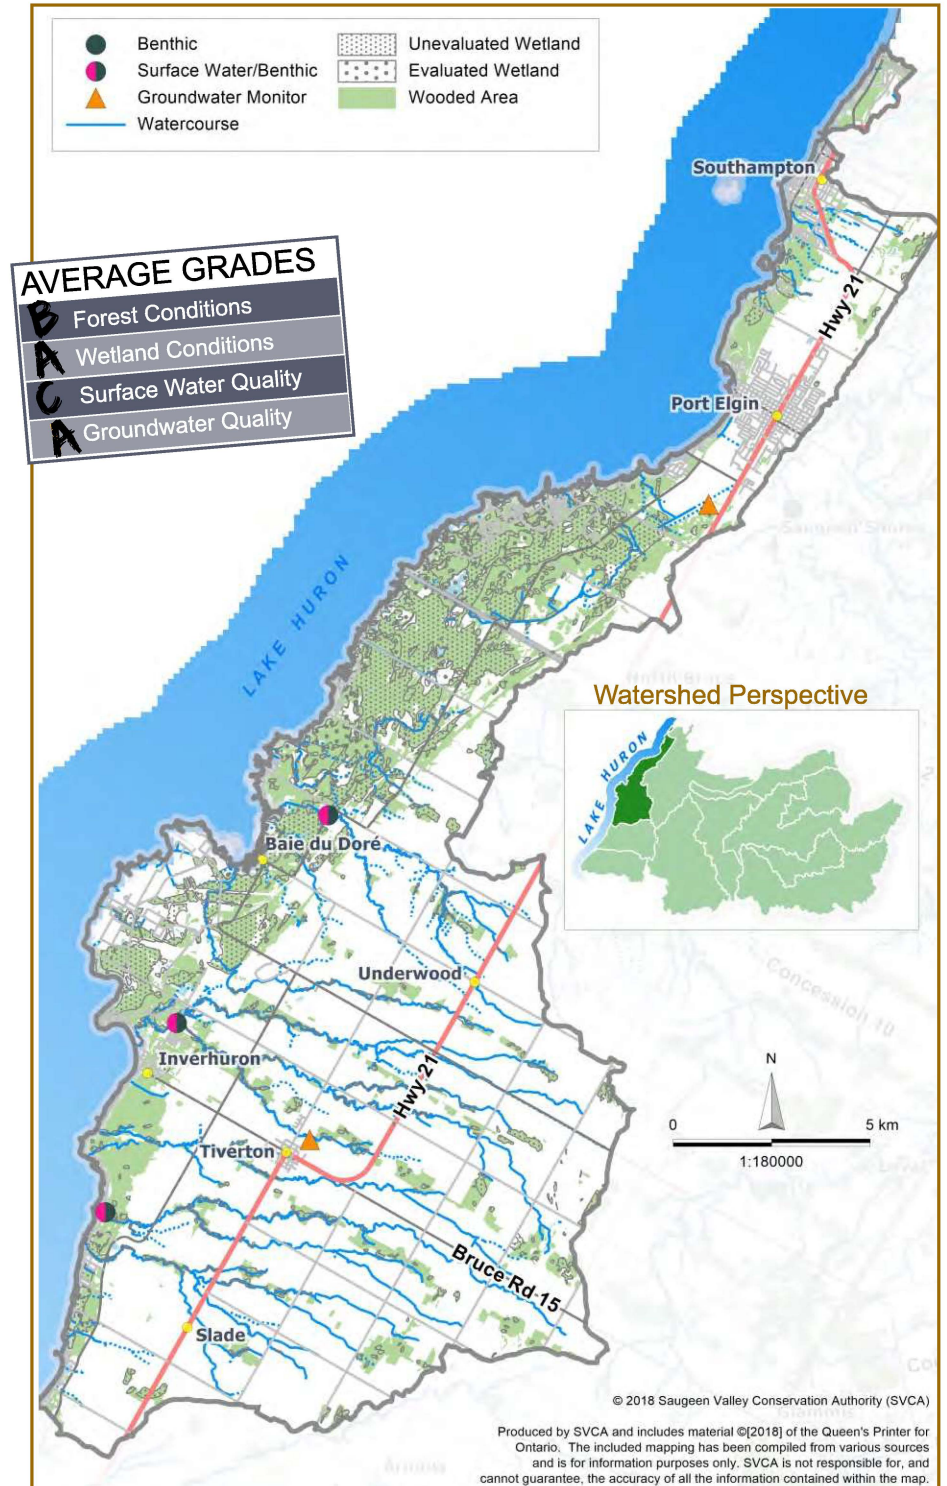 Benthic
Surface Water/Benthic
Groundwater Monitor
Watercourse
Unevaluated Wetland
Evaluated Wetland
Wooded Area
Southampton
AVERAGE GRADES
B Forest Conditions
A Wetland Conditions
C Surface Water Quality
A Groundwater Quality
Hwy 21
Port Elgin
LAKE HURON
Watershed Perspective
LAKE HURON
Baie du Doré
Underwood
Concession 10
Inverhuron
Hwy 21
N
0 5 km
1:180000
Tiverton
Bruce Rd 15
Slade
© 2018 Saugeen Valley Conservation Authority (SVCA)
Produced by SVCA and includes material ©[2018] of the Queen's Printer for
Ontario. The included mapping has been compiled from various sources
and is for information purposes only. SVCA is not responsible for, and
cannot guarantee, the accuracy of all the information contained within the map.